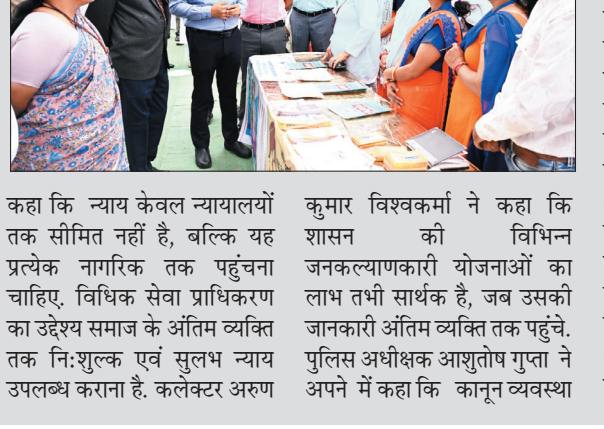 कहा कि न्याय केवल न्यायालयों
तक सीमित नहीं है, बल्कि यह
प्रत्येक नागरिक तक पहुंचना
चाहिए. विधिक सेवा प्राधिकरण
का उद्देश्य समाज के अंतिम व्यक्ति
तक नि:शुल्क एवं सुलभ न्याय
उपलब्ध कराना है. कलेक्टर अरुण
कुमार विश्वकर्मा ने कहा कि
शासन की विभिन्न
जनकल्याणकारी योजनाओं का
लाभ तभी सार्थक है, जब उसकी
जानकारी अंतिम व्यक्ति तक पहुंचे.
पुलिस अधीक्षक आशुतोष गुप्ता ने
अपने में कहा कि कानून व्यवस्था